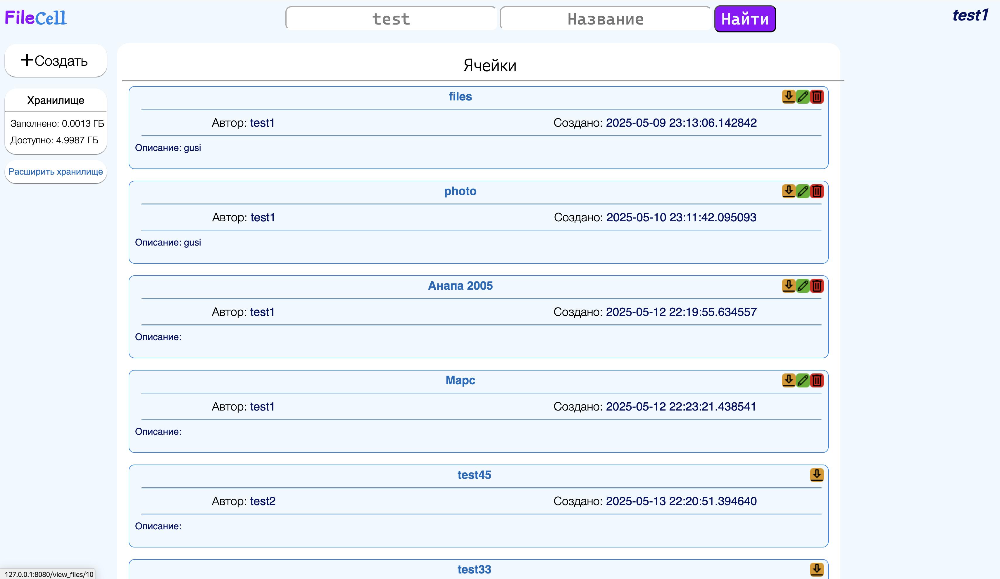 FileCell
test
Название
Найти
test1
+Создать
Хранилище
Заполнено: 0.0013 ГБ
Доступно: 4.9987 ГБ
Расширить хранилище
Ячейки
files
Автор: test1
Создано: 2025-05-09 23:13:06.142842
Описание: gusi
photo
Автор: test1
Создано: 2025-05-10 23:11:42.095093
Описание: gusi
Анапа 2005
Автор: test1
Создано: 2025-05-12 22:19:55.634557
Описание:
Марс
Автор: test1
Создано: 2025-05-12 22:23:21.438541
Описание:
test45
Автор: test2
Создано: 2025-05-13 22:20:51.394640
Описание:
test33
127.0.0.1:8080/view_files/10